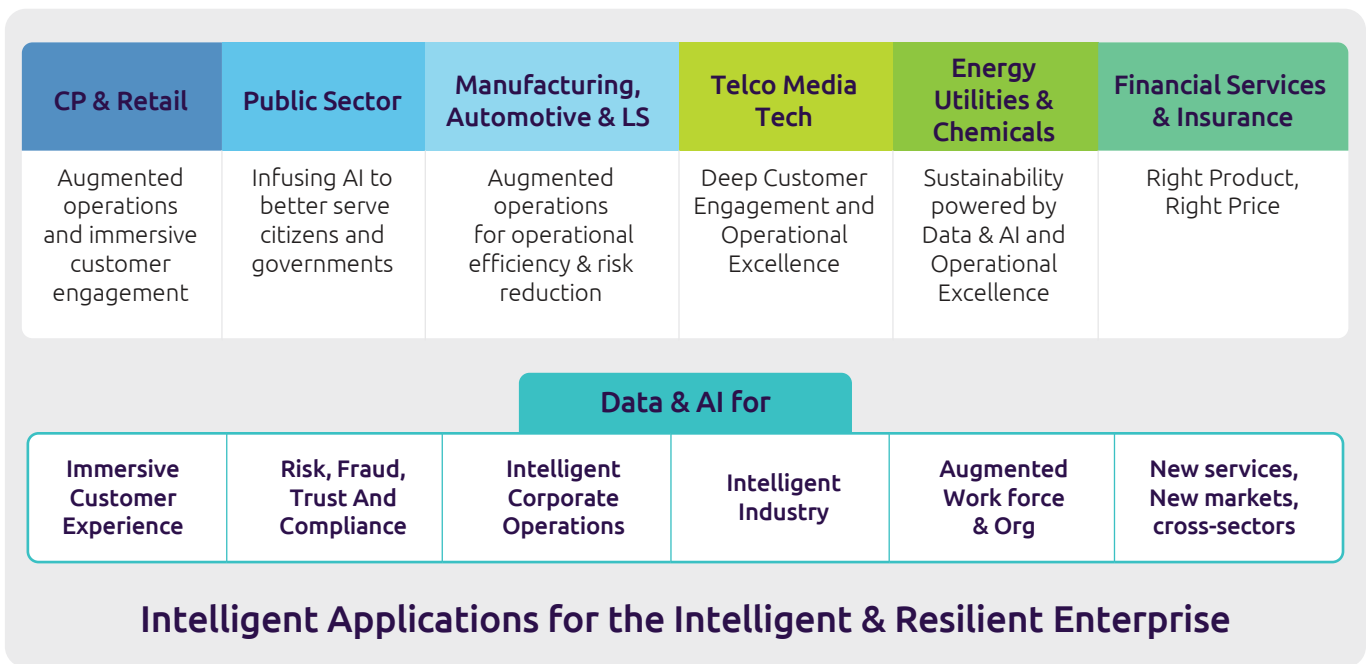 CP & Retail
Public Sector
Manufacturing,
Automotive & LS
Telco Media
Tech
Energy
Utilities &
Chemicals
Financial Services
& Insurance
Augmented
operations
and immersive
customer
engagement
Infusing AI to
better serve
citizens and
governments
Augmented
operations
for operational
efficiency & risk
reduction
Deep Customer
Engagement and
Operational
Excellence
Sustainability
powered by
Data & AI and
Operational
Excellence
Right Product,
Right Price
Data & AI for
Immersive
Customer
Experience
Risk, Fraud,
Trust And
Compliance
Intelligent
Corporate
Operations
Intelligent
Industry
Augmented
Work force
& Org
New services,
New markets,
cross-sectors
Intelligent Applications for the Intelligent & Resilient Enterprise